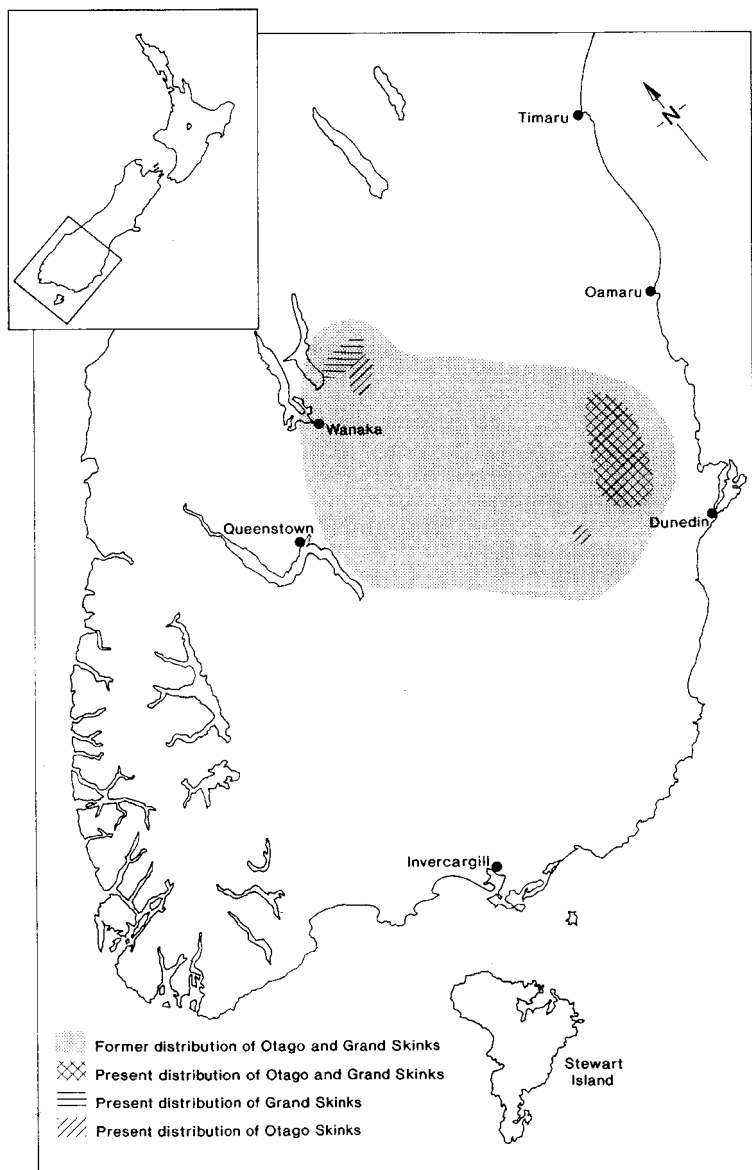 N
Timaru
Oamaru
Wanaka
Queenstown
Dunedin
Invercargill
Stewart
Island
Former distribution of Otago and Grand Skinks
Present distribution of Otago and Grand Skinks
Present distribution of Grand Skinks
Present distribution of Otago Skinks